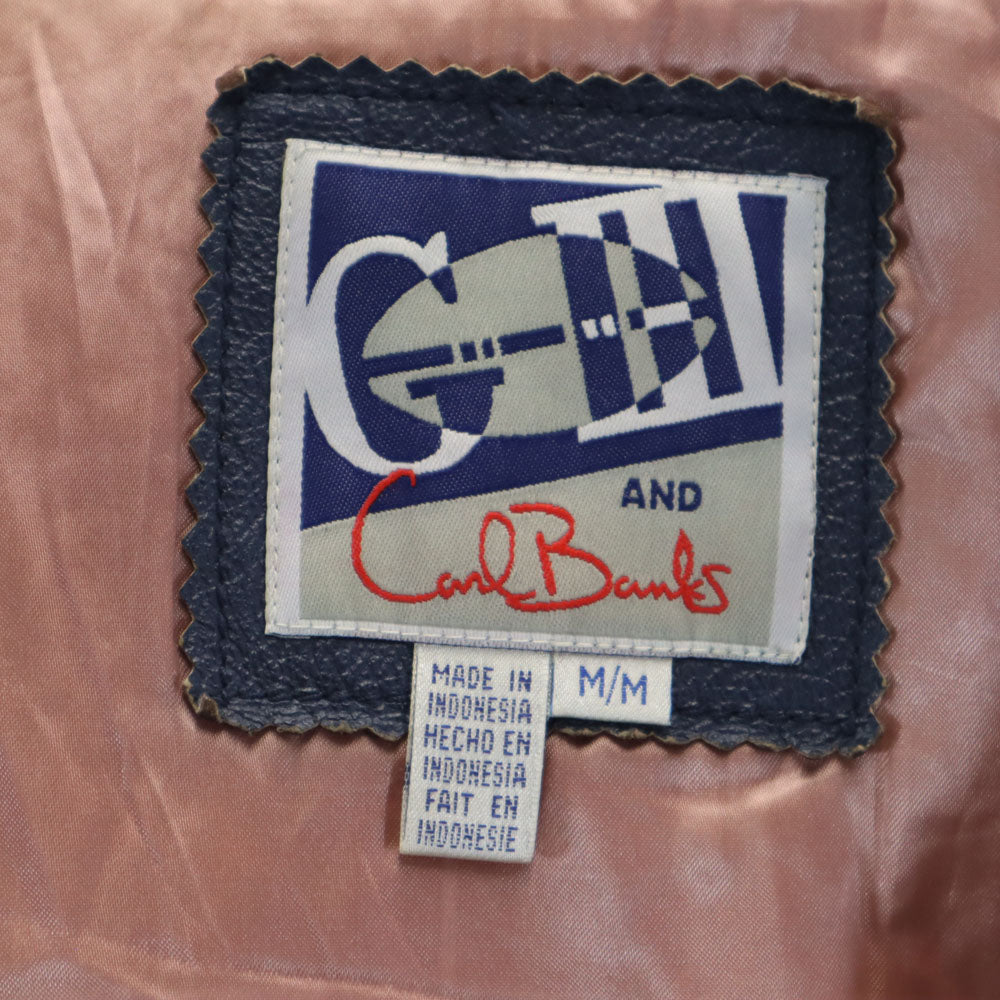 G III
AND
Carl Banks
M/M
MADE IN
INDONESIA
HECHO EN
INDONESIA
FAIT EN
INDONESIE